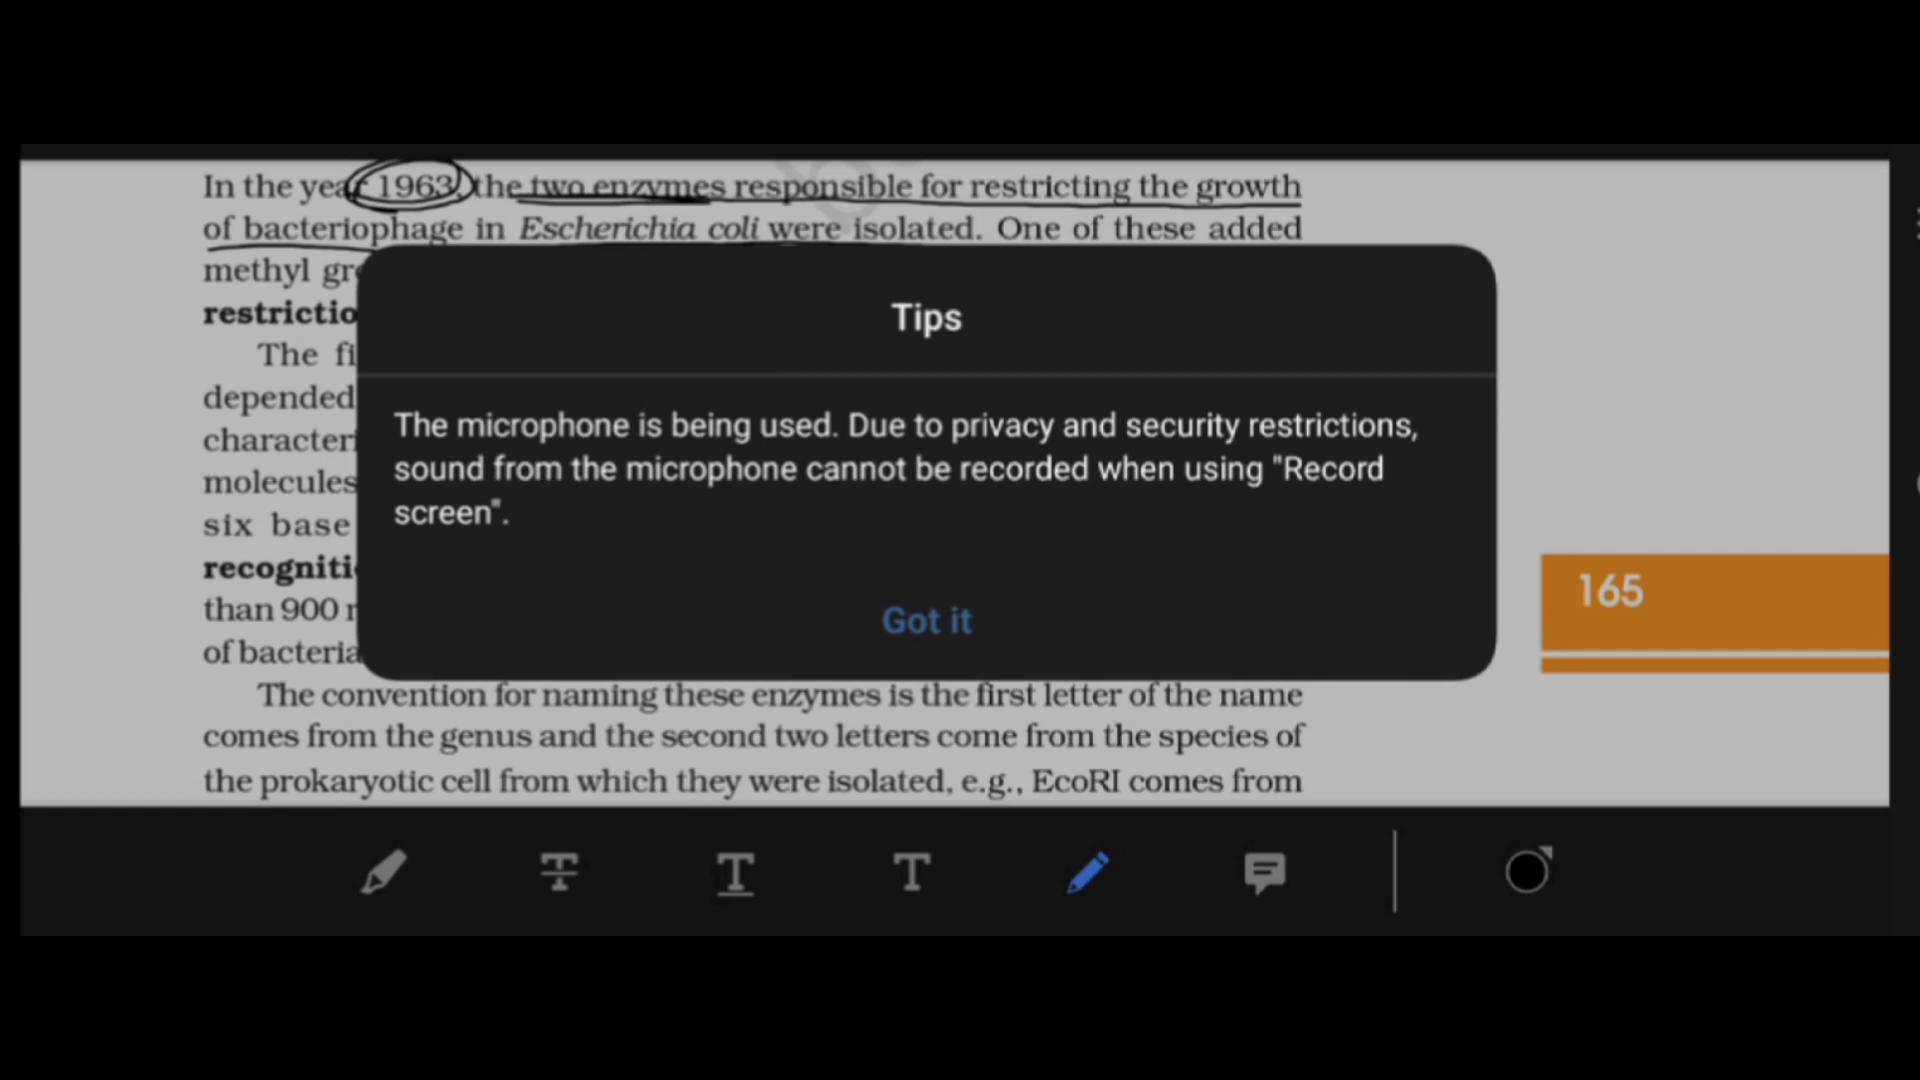 In the year 1963, the two enzymes responsible for restricting the growth
of bacteriophage in Escherichia coli were isolated. One of these added
methyl
restrictio
The
depended
characteri
molecules
six base
recogniti
than 900
of bacteria
Tips
The microphone is being used. Due to privacy and security restrictions,
sound from the microphone cannot be recorded when using "Record
screen".
Got it
165
The convention for naming these enzymes is the first letter of the name
comes from the genus and the second two letters come from the species of
the prokaryotic cell from which they were isolated, e.g., EcoRI comes from